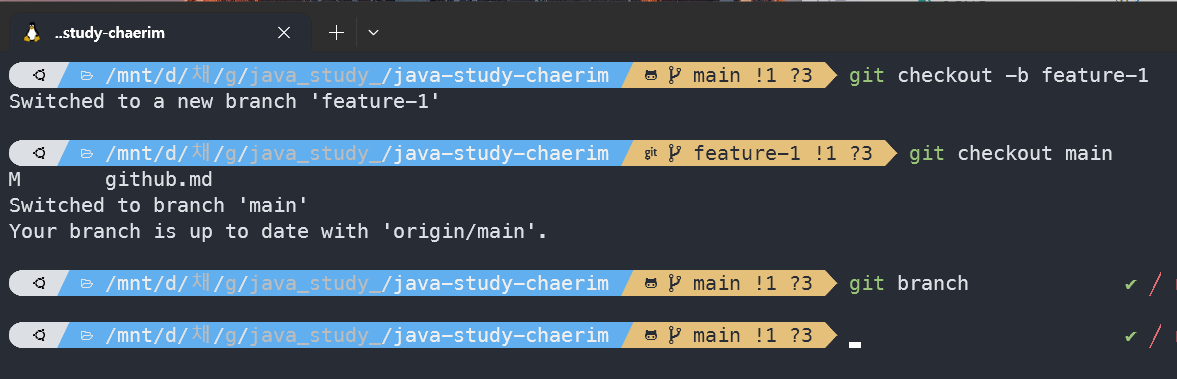 ..study-chaerim
/mnt/d/채/g/java_study_/java-study-chaerim main !1 ?3 git checkout -b feature-1
Switched to a new branch 'feature-1'
/mnt/d/채/g/java_study_/java-study-chaerim git feature-1 !1 ?3 git checkout main
M github.md
Switched to branch 'main'
Your branch is up to date with 'origin/main'.
/mnt/d/채/g/java_study_/java-study-chaerim main !1 ?3 git branch ✔
/mnt/d/채/g/java_study_/java-study-chaerim main !1 ?3 ✔